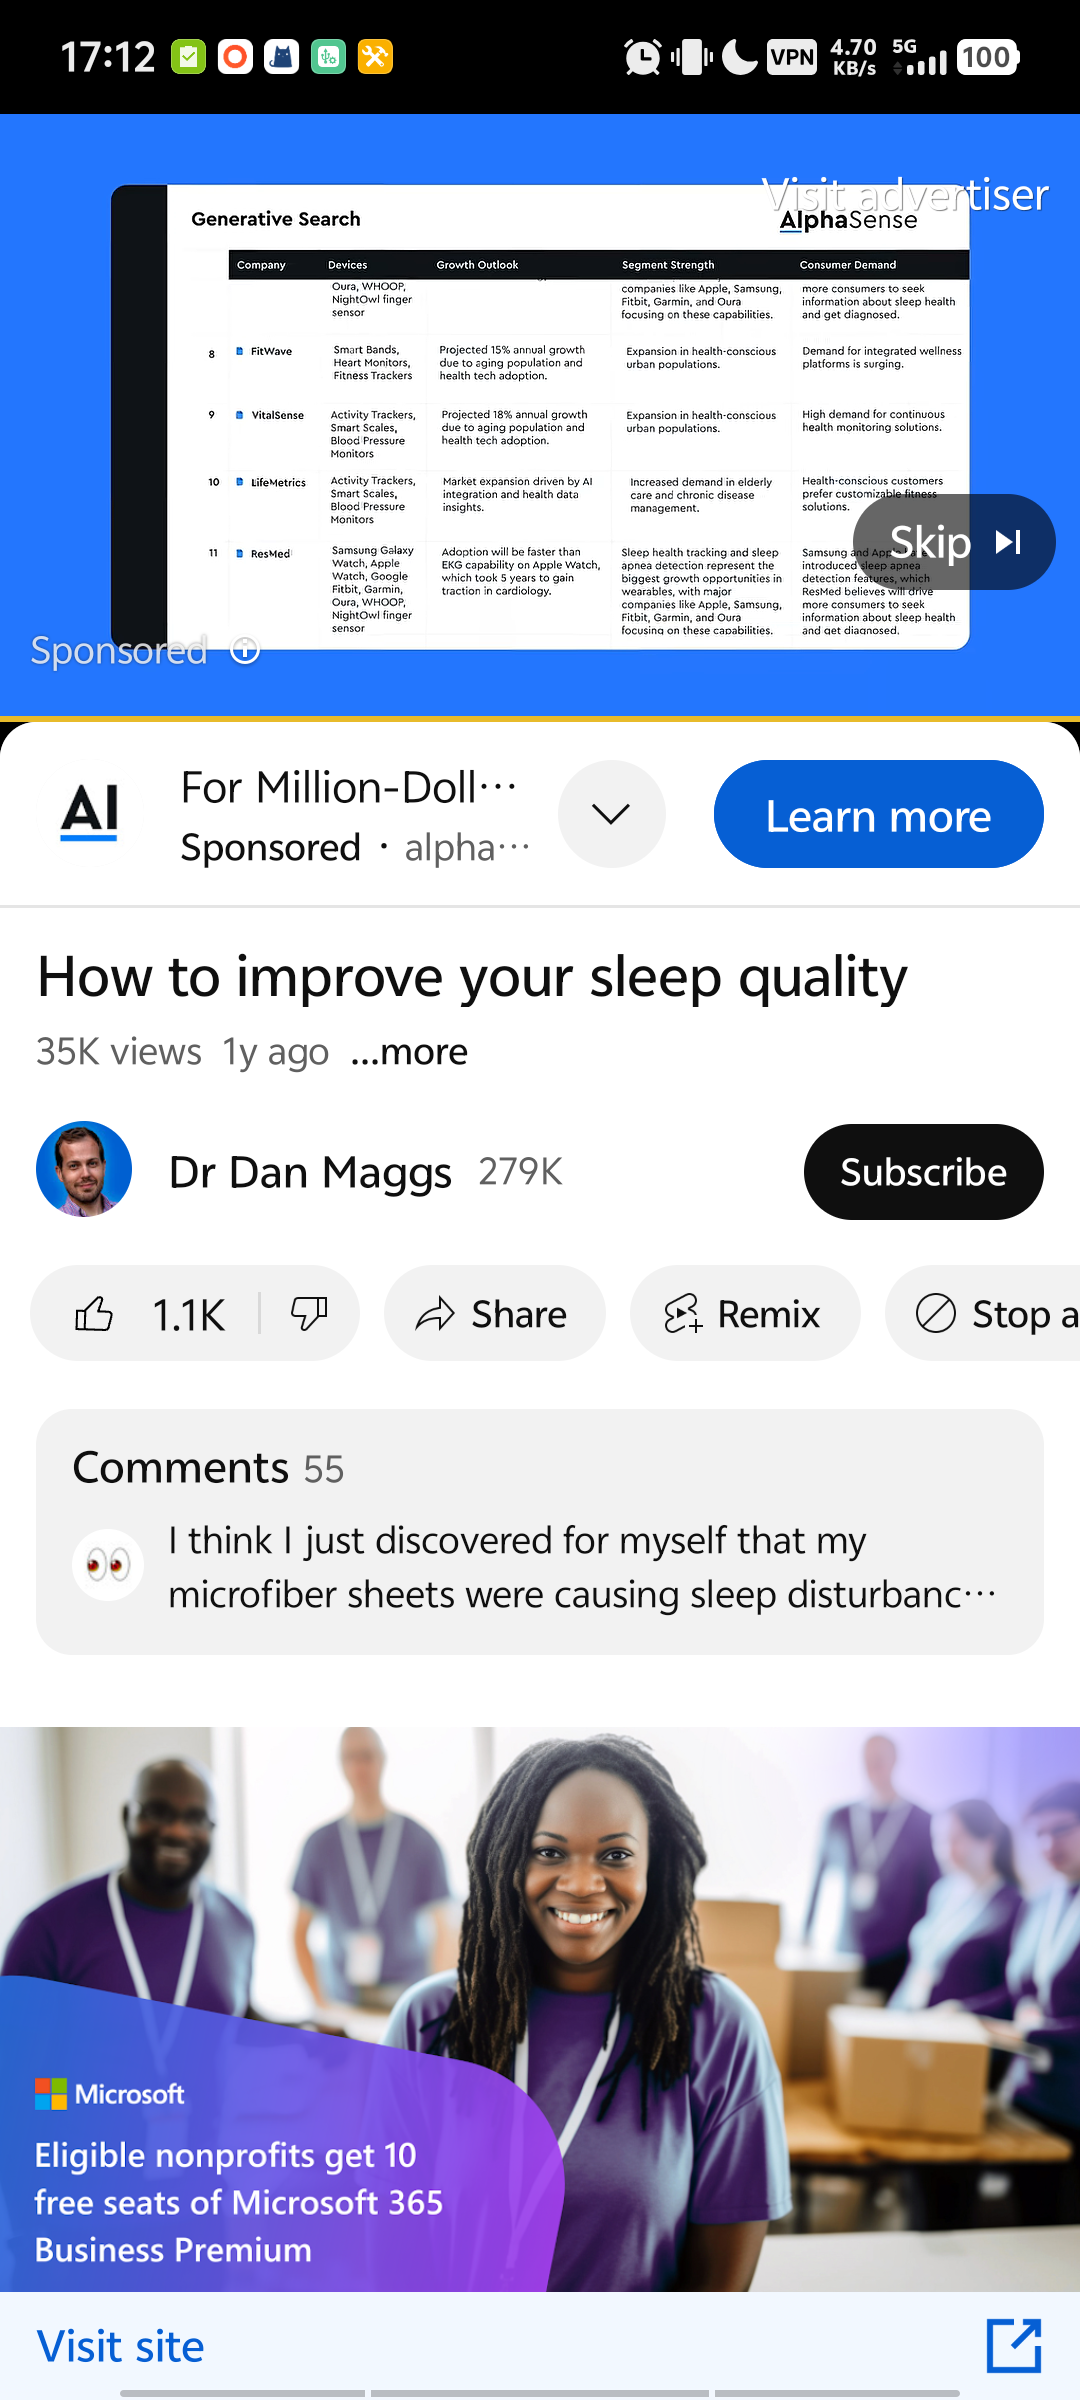 17:12
VPN
4.70 KB/s
5G
100
Visit advertiser
Generative Search
AlphaSense
Company Devices Growth Outlook Segment Strength Consumer Demand
Oura, WHOOP,
NightOwl finger
sensor
companies like Apple, Samsung,
Fitbit, Garmin, and Oura
focusing on these capabilities.
more consumers to seek
information about sleep health
and get diagnosed.
8 FitWave
Smart Bands,
Heart Monitors,
Fitness Trackers
Projected 15% annual growth
due to aging population and
health tech adoption.
Expansion in health-conscious
urban populations.
Demand for integrated wellness
platforms is surging.
9 VitalSense
Activity Trackers,
Smart Scales,
Blood Pressure
Monitors
Projected 18% annual growth
due to aging population and
health tech adoption.
Expansion in health-conscious
urban populations.
High demand for continuous
health monitoring solutions.
10 LifeMetrics
Activity Trackers,
Smart Scales,
Blood Pressure
Monitors
Market expansion driven by AI
integration and health data
insights.
Increased demand in elderly
care and chronic disease
management.
Health-conscious customers
prefer customizable fitness
solutions.
11 ResMed
Samsung Galaxy
Watch, Apple
Watch, Google
Fitbit, Garmin,
Oura, WHOOP,
NightOwl finger
sensor
Adoption will be faster than
EKG capability on Apple Watch,
which took 5 years to gain
traction in cardiology.
Sleep health tracking and sleep
apnea detection represent the
biggest growth opportunities in
wearables, with major
companies like Apple, Samsung,
Fitbit, Garmin, and Oura
focusing on these capabilities.
Samsung and Apple have
introduced sleep apnea
detection features, which
ResMed believes will drive
more consumers to seek
information about sleep health
and get diagnosed.
Skip
Sponsored
AI
For Million-Doll…
Sponsored · alpha…
Learn more
How to improve your sleep quality
35K views 1y ago ...more
Dr Dan Maggs 279K
Subscribe
1.1K
Share
Remix
Stop a
Comments 55
I think I just discovered for myself that my
microfiber sheets were causing sleep disturbanc…
Microsoft
Eligible nonprofits get 10
free seats of Microsoft 365
Business Premium
Visit site